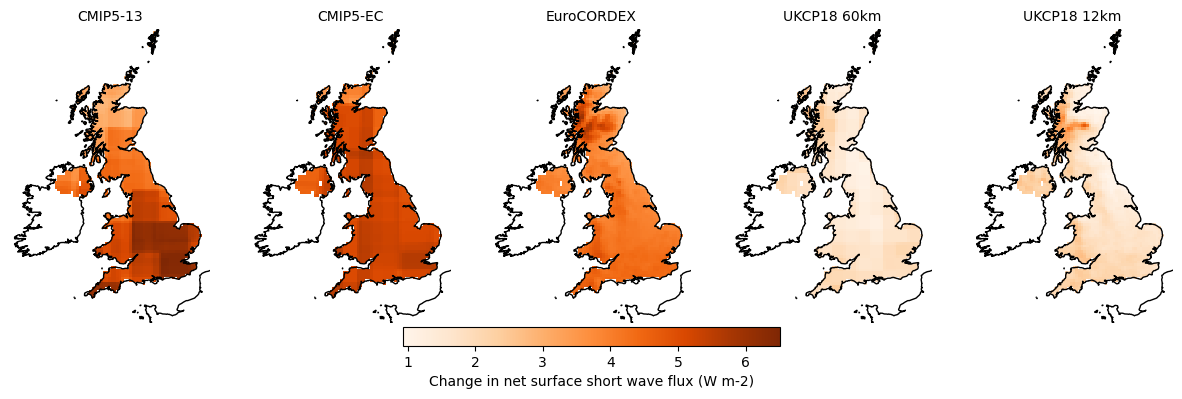 CMIP5-13 CMIP5-EC EuroCORDEX UKCP18 60km UKCP18 12km
1 2 3 4 5 6
Change in net surface short wave flux (W m-2)